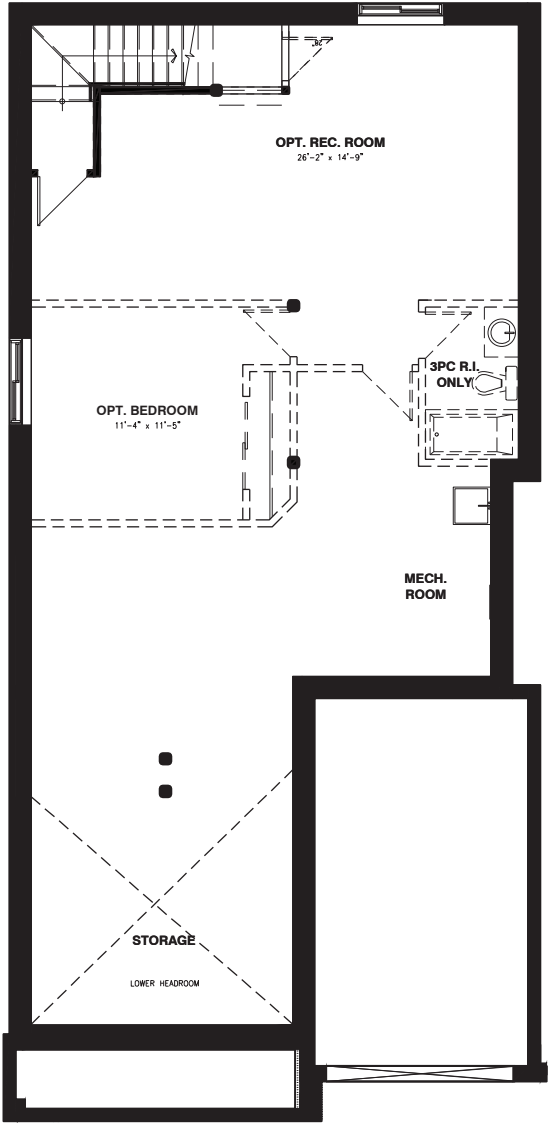 28"
OPT. REC. ROOM
26'-2" x 14'-9"
3PC R.I.
ONLY
OPT. BEDROOM
11'-4" x 11'-5"
MECH.
ROOM
STORAGE
LOWER HEADROOM